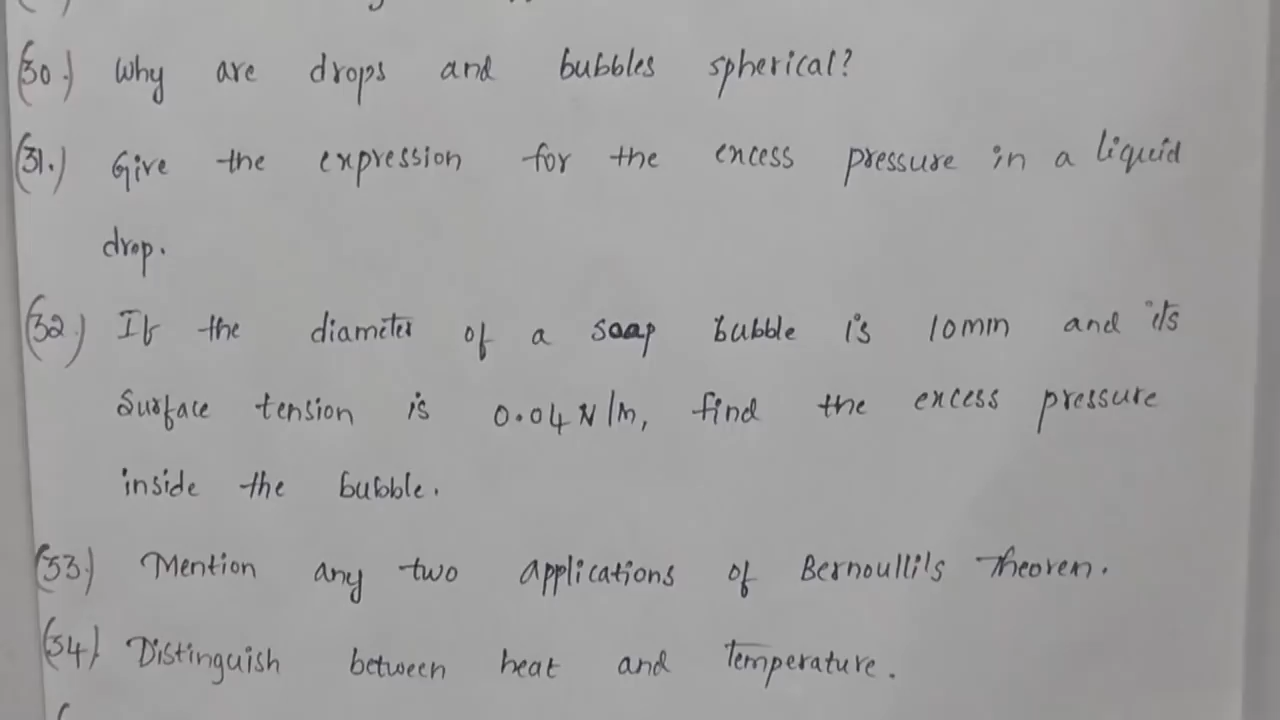 (30.) Why are drops and bubbles spherical?
(31.) Give the expression for the excess pressure in a liquid
drop.
(32.) If the diameter of a soap bubble is 10mm and it's
Surface tension is 0.04 N/m, find the excess pressure
inside the bubble.
(33.) Mention any two applications of Bernoulli's Theorem.
(34.) Distinguish between heat and temperature.